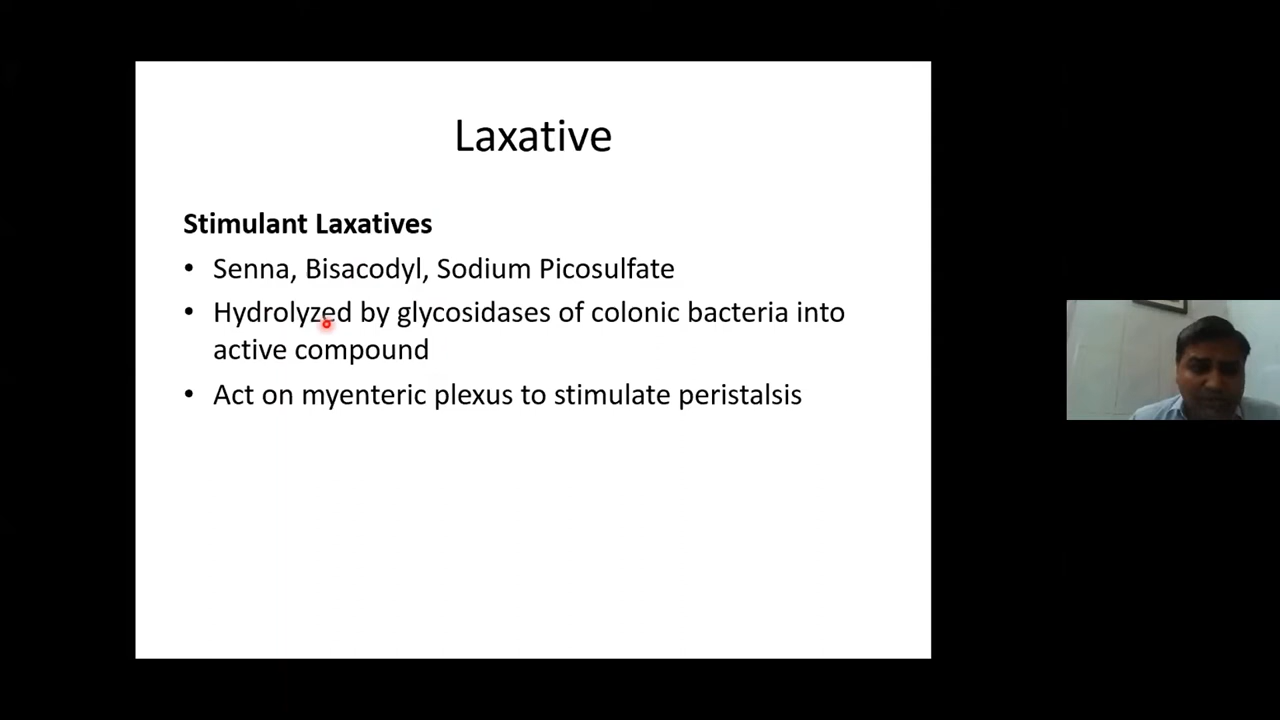 Laxative
Stimulant Laxatives
• Senna, Bisacodyl, Sodium Picosulfate
• Hydrolyzed by glycosidases of colonic bacteria into
active compound
• Act on myenteric plexus to stimulate peristalsis